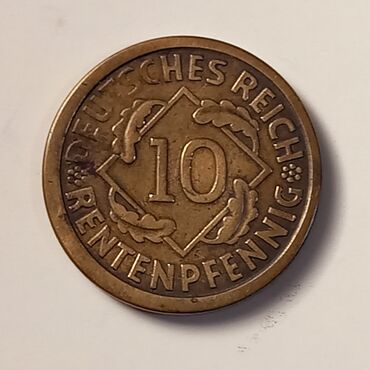 DEUTSCHES REICH
10
RENTENPFENNIG